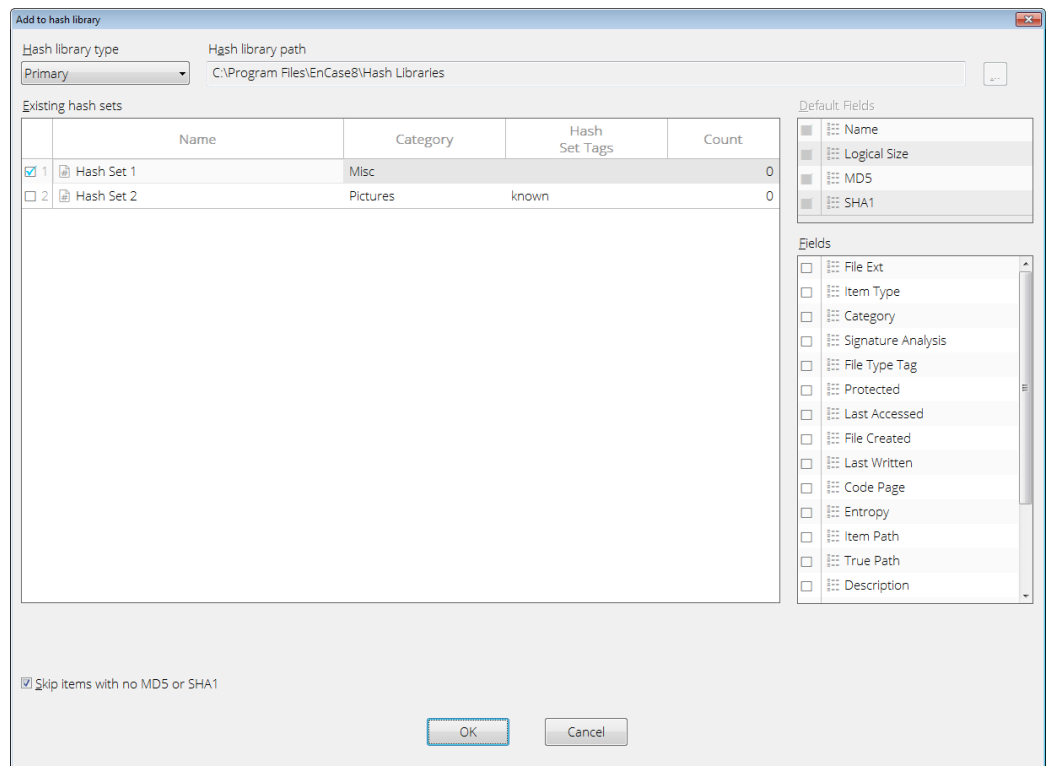 Add to hash library
Hash library type
Hash library path
Primary
C:\Program Files\EnCase8\Hash Libraries
...
Existing hash sets
Name
Category
Hash
Set Tags
Count
1 Hash Set 1 Misc 0
2 Hash Set 2 Pictures known 0
Default Fields
Name
Logical Size
MD5
SHA1
Fields
File Ext
Item Type
Category
Signature Analysis
File Type Tag
Protected
Last Accessed
File Created
Last Written
Code Page
Entropy
Item Path
True Path
Description
Skip items with no MD5 or SHA1
OK
Cancel